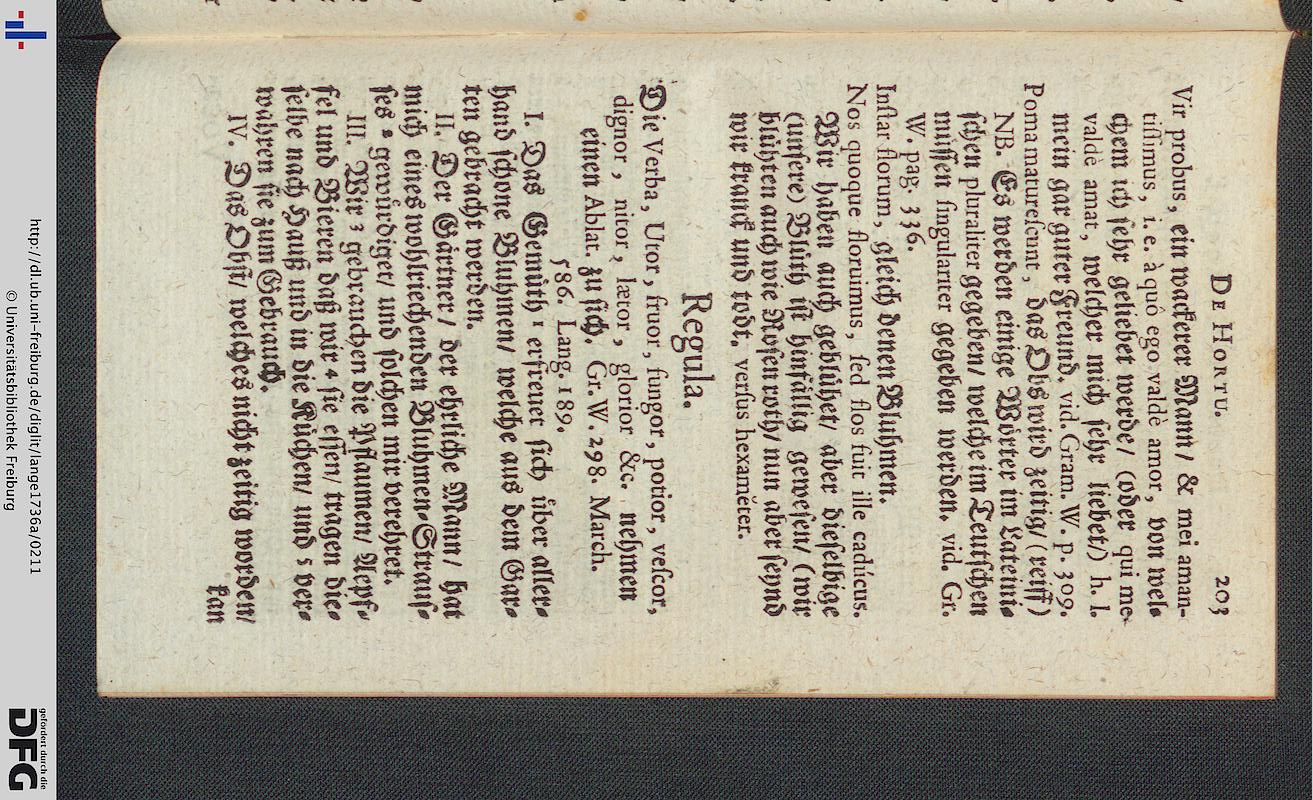 DE HORTU. 203
Vir probus, ein wackerer Mann/ & mei aman-
tiſſimus, i. e. à quô ego valdè amor, von wel⸗
chem ich ſehr geliebet werde/ (oder qui me
valdè amat, welcher mich ſehr liebet/) h. l.
mein gar guter Freund. vid. Gram. W. p. 309.
Poma matureſcunt, das Obs wird zeitig/ (reiff)
NB. Es werden einige Wörter im Lateini⸗
ſchen pluraliter gegeben/ welche im Teutſchen
müſſen ſingulariter gegeben werden. vid. Gr.
W. pag. 336.
Inſtar florum, gleich denen Bluhmen.
Nos quoque floruimus, ſed flos fuit ille cadúcus.
Wir haben auch geblühet/ aber dieſelbige
(unſere) Blüth iſt hinfällig geweſen/ (wir
blühten auch wie Roſen roth/ nun aber ſeynd
wir kranck und todt. verſus hexaměter.
Regula.
Die Verba, Utor, fruor, fungor, potior, veſcor,
dignor, nitor, lætor, glorior &c. nehmen
einen Ablat. zu ſich. Gr. W. 298. March.
586. Lang. 189.
I. Das Gemüth 1 erfreuet ſich über aller⸗
hand ſchöne Bluhmen/ welche aus dem Gar⸗
ten gebracht werden.
II. Der Gärtner/ der ehrliche Mann/ hat
mich eines wohlriechenden Bluhmen⸗Strauſ⸗
ſes 2 gewürdiget/ und ſolchen mir verehret.
III. Wir 3 gebrauchen die Pflaumen/ Aepf⸗
fel und Bieren daß wir 4 ſie eſſen/ tragen die⸗
ſelbe nach Hauß und in die Küchen/ und 5 ver⸗
wahren ſie zum Gebrauch.
IV. Das Obſt/ welches nicht zeitig worden/
kan
http://dl.ub.uni-freiburg.de/diglit/lange1736a/0211
© Universitätsbibliothek Freiburg
gefördert durch die
DFG